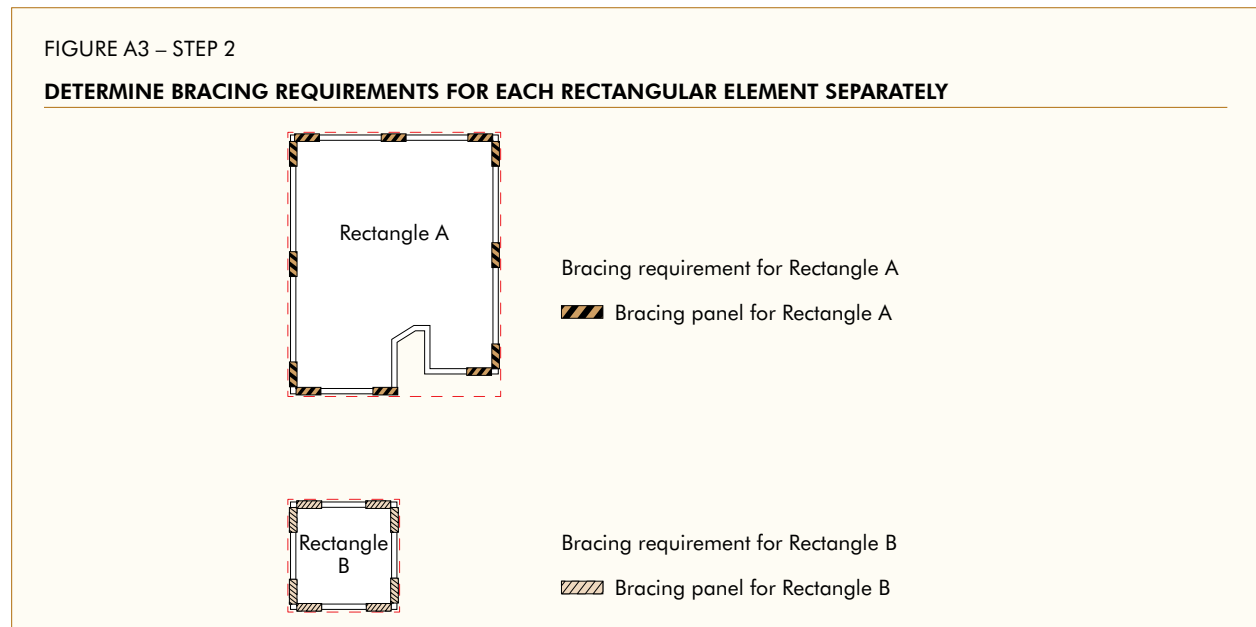 FIGURE A3 – STEP 2
DETERMINE BRACING REQUIREMENTS FOR EACH RECTANGULAR ELEMENT SEPARATELY
Rectangle A
Bracing requirement for Rectangle A
Bracing panel for Rectangle A
Rectangle
B
Bracing requirement for Rectangle B
Bracing panel for Rectangle B